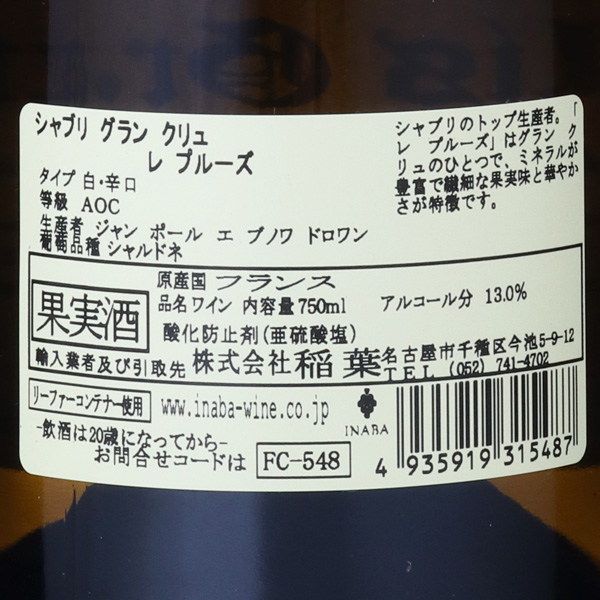 シャブリ グラン クリュ
レ プルーズ
タイプ 白・辛口
等級 AOC
生産者 ジャン ポール エ ブノワ ドロワン
葡萄品種 シャルドネ
シャブリのトップ生産者。「
レ プルーズ」はグラン ク
リュのひとつで、ミネラルが
豊富で繊細な果実味と華やか
さが特徴です。
果実酒
原産国 フランス
品名 ワイン 内容量 750ml アルコール分 13.0%
酸化防止剤(亜硫酸塩)
輸入業者及び引取先 株式会社 稲葉
名古屋市千種区今池5-9-12
TEL (052) 741-4702
リーファーコンテナー使用
www.inaba-wine.co.jp
INABA
-飲酒は20歳になってから-
お問合せコードは FC-548
4 935919 315487